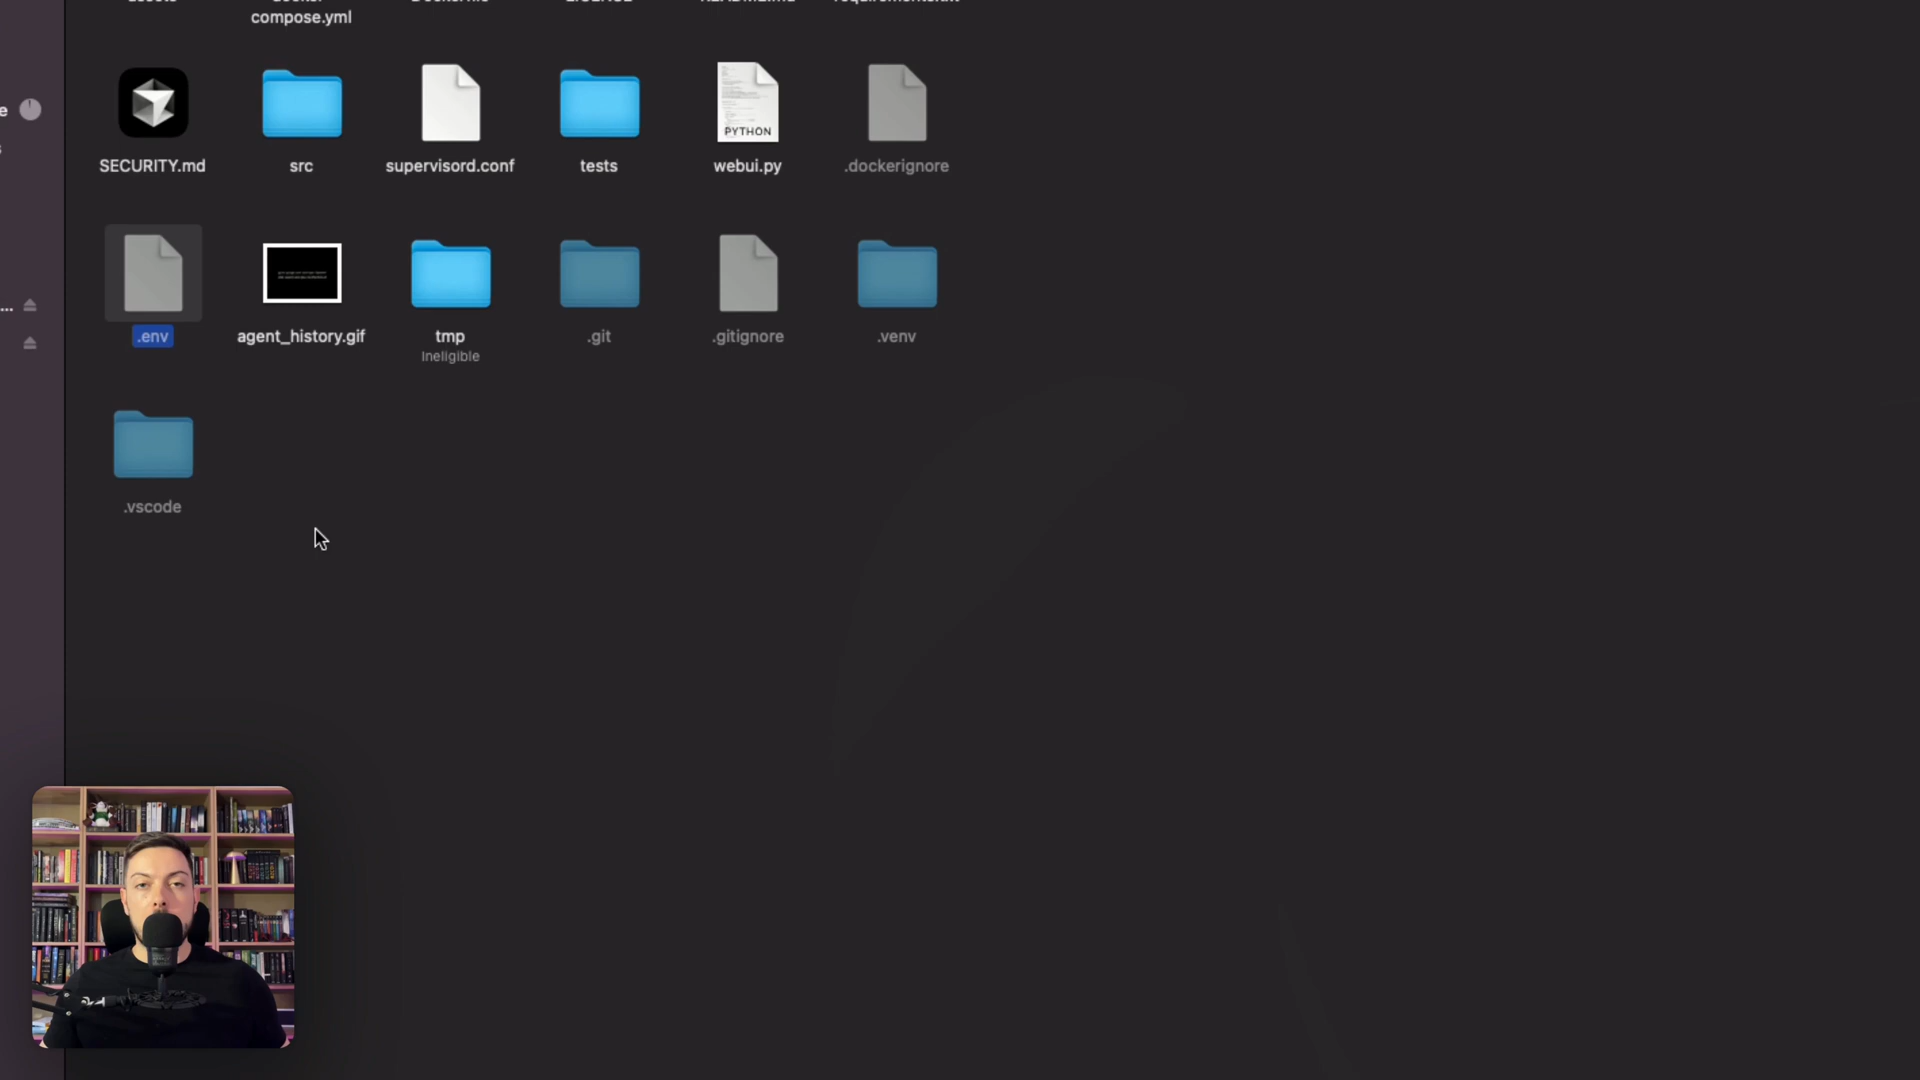 compose.yml
SECURITY.md
src
supervisord.conf
tests
PYTHON
webui.py
.dockerignore
.env
agent_history.gif
tmp
Ineligible
.git
.gitignore
.venv
.vscode